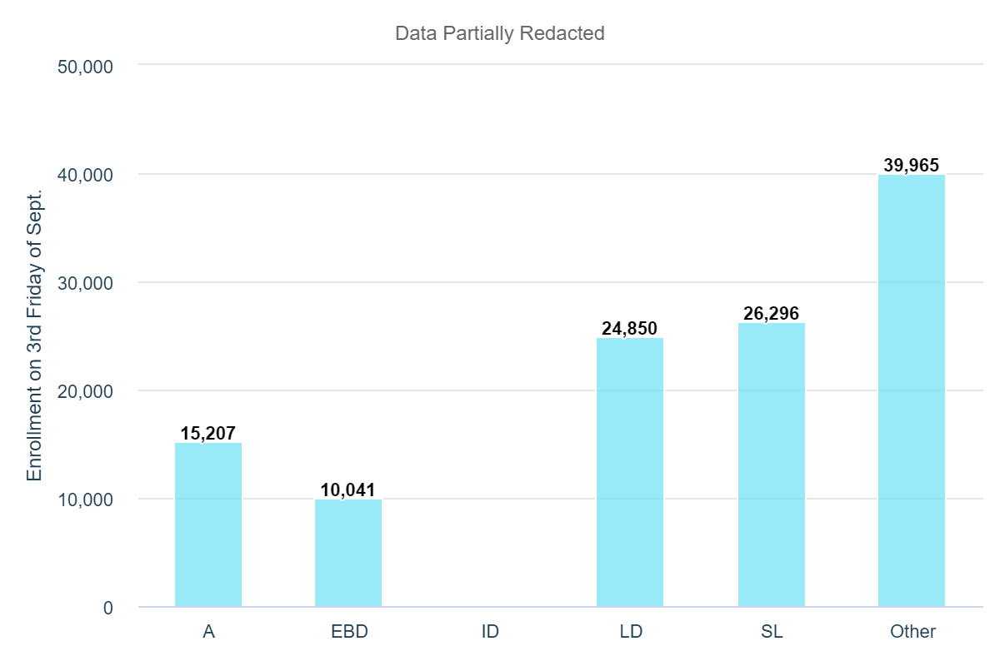 Data Partially Redacted
Enrollment on 3rd Friday of Sept.
50,000
40,000
30,000
20,000
10,000
0
15,207
10,041
24,850
26,296
39,965
A
EBD
ID
LD
SL
Other